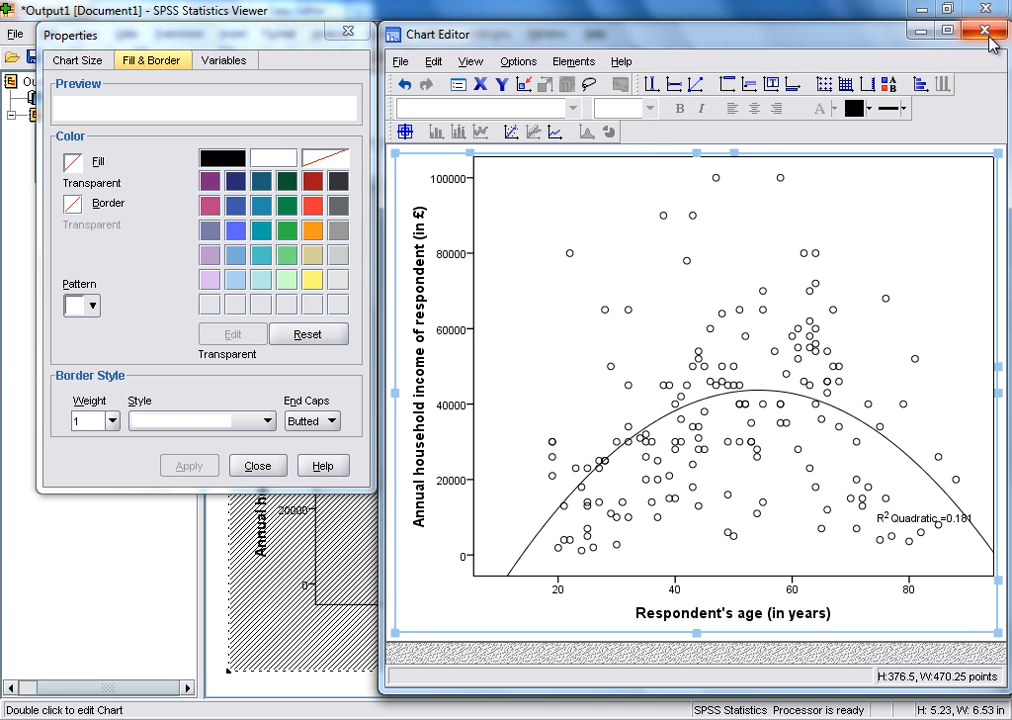 *Output1 [Document1] - SPSS Statistics Viewer
File
Properties
Chart Size
Fill & Border
Variables
Preview
Color
Fill
Transparent
Border
Transparent
Pattern
Edit
Reset
Transparent
Border Style
Weight
Style
End Caps
1
Butted
Apply
Close
Help
Chart Editor
File
Edit
View
Options
Elements
Help
X
Y
B
I
A
Annual household income of respondent (in £)
100000
80000
60000
40000
20000
0
R² Quadratic =0.181
20
40
60
80
Respondent's age (in years)
H:376.5, W:470.25 points
Annual h
20000
0
Double click to edit Chart
SPSS Statistics Processor is ready
H: 5.23, W: 6.53 in